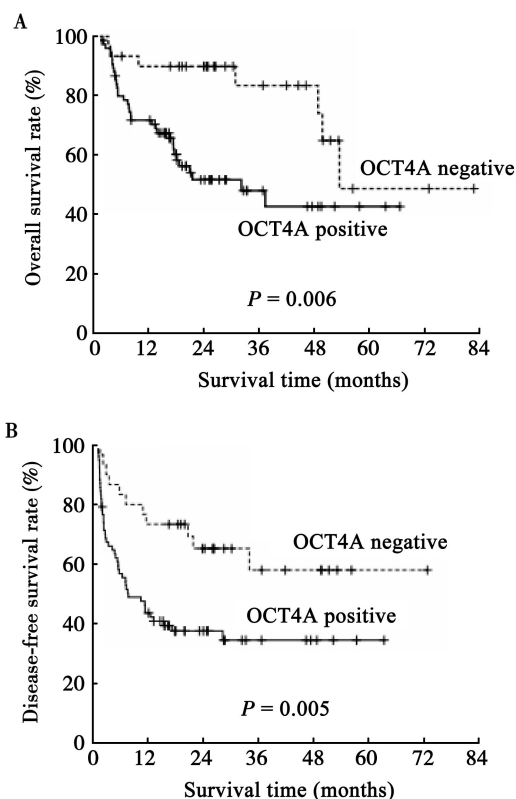 A
100
80
60
40
20
0
Overall survival rate (%)
OCT4A negative
OCT4A positive
P = 0.006
0 12 24 36 48 60 72 84
Survival time (months)
B
100
80
60
40
20
0
Disease-free survival rate (%)
OCT4A negative
OCT4A positive
P = 0.005
0 12 24 36 48 60 72 84
Survival time (months)